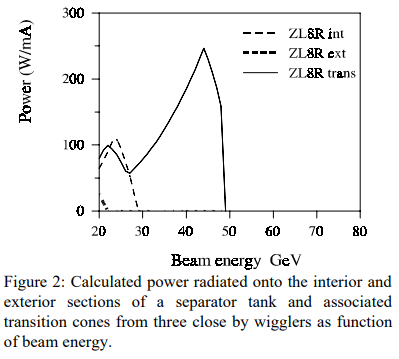 300
200
100
0
Power (W/mA)
ZL8R int
ZL8R ext
ZL8R trans
20 30 40 50 60 70 80
Beam energy GeV
Figure 2: Calculated power radiated onto the interior and
exterior sections of a separator tank and associated
transition cones from three close by wigglers as function
of beam energy.